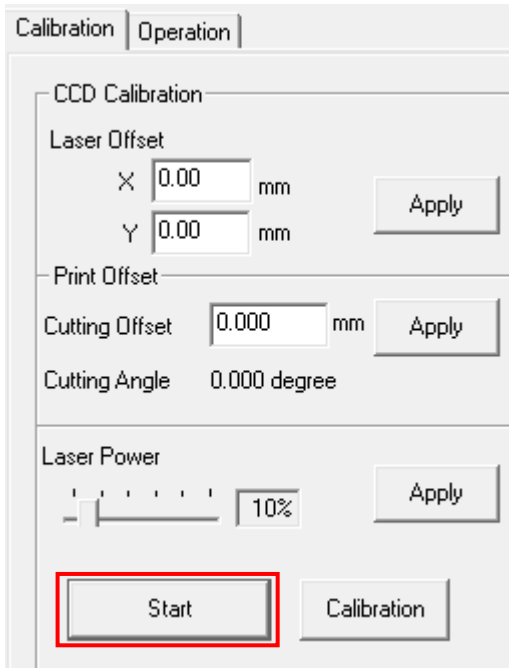 Calibration Operation
CCD Calibration
Laser Offset
X 0.00 mm
Apply
Y 0.00 mm
Print Offset
Cutting Offset 0.000 mm Apply
Cutting Angle 0.000 degree
Laser Power
10% Apply
Start Calibration